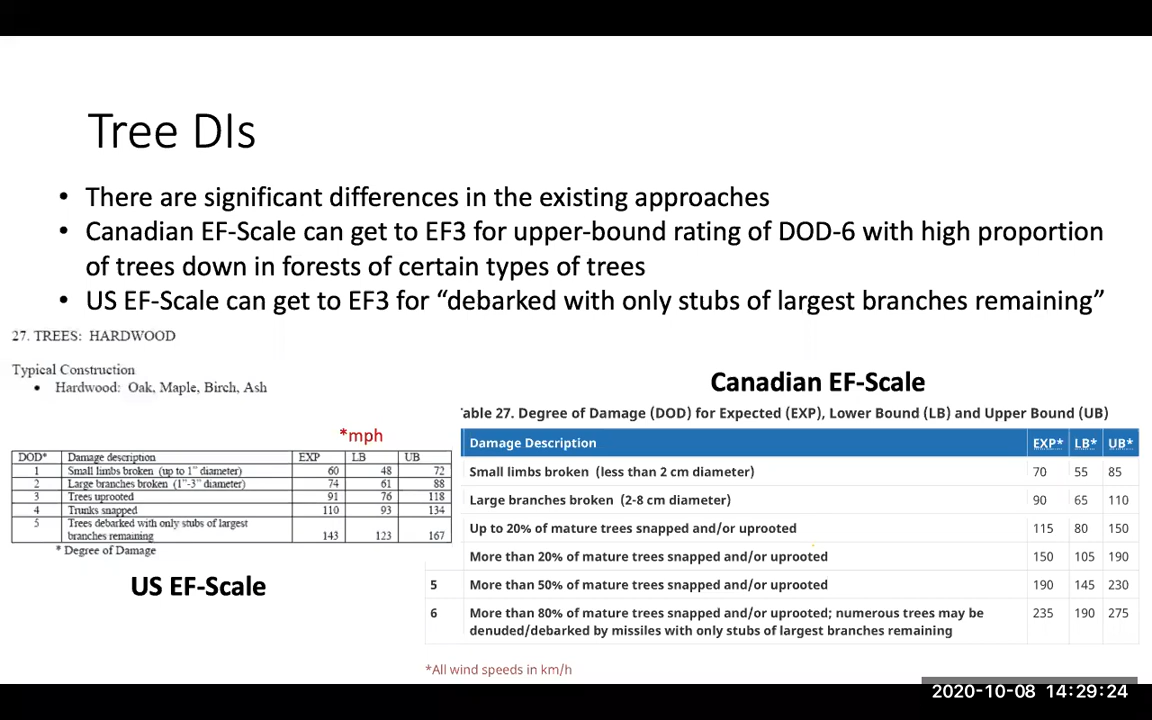 Tree DIs
• There are significant differences in the existing approaches
• Canadian EF-Scale can get to EF3 for upper-bound rating of DOD-6 with high proportion
of trees down in forests of certain types of trees
• US EF-Scale can get to EF3 for “debarked with only stubs of largest branches remaining”
27. TREES: HARDWOOD
Typical Construction
• Hardwood: Oak, Maple, Birch, Ash
*mph
DOD* Damage description EXP LB UB
1 Small limbs broken (up to 1" diameter) 60 48 72
2 Large branches broken (1"-3" diameter) 74 61 88
3 Trees uprooted 91 76 118
4 Trunks snapped 110 93 134
5 Trees debarked with only stubs of largest
branches remaining 143 123 167
* Degree of Damage
US EF-Scale
Canadian EF-Scale
able 27. Degree of Damage (DOD) for Expected (EXP), Lower Bound (LB) and Upper Bound (UB)
Damage Description EXP* LB* UB*
Small limbs broken (less than 2 cm diameter) 70 55 85
Large branches broken (2-8 cm diameter) 90 65 110
Up to 20% of mature trees snapped and/or uprooted 115 80 150
More than 20% of mature trees snapped and/or uprooted 150 105 190
5 More than 50% of mature trees snapped and/or uprooted 190 145 230
6 More than 80% of mature trees snapped and/or uprooted; numerous trees may be 235 190 275
denuded/debarked by missiles with only stubs of largest branches remaining
*All wind speeds in km/h
2020-10-08 14:29:24